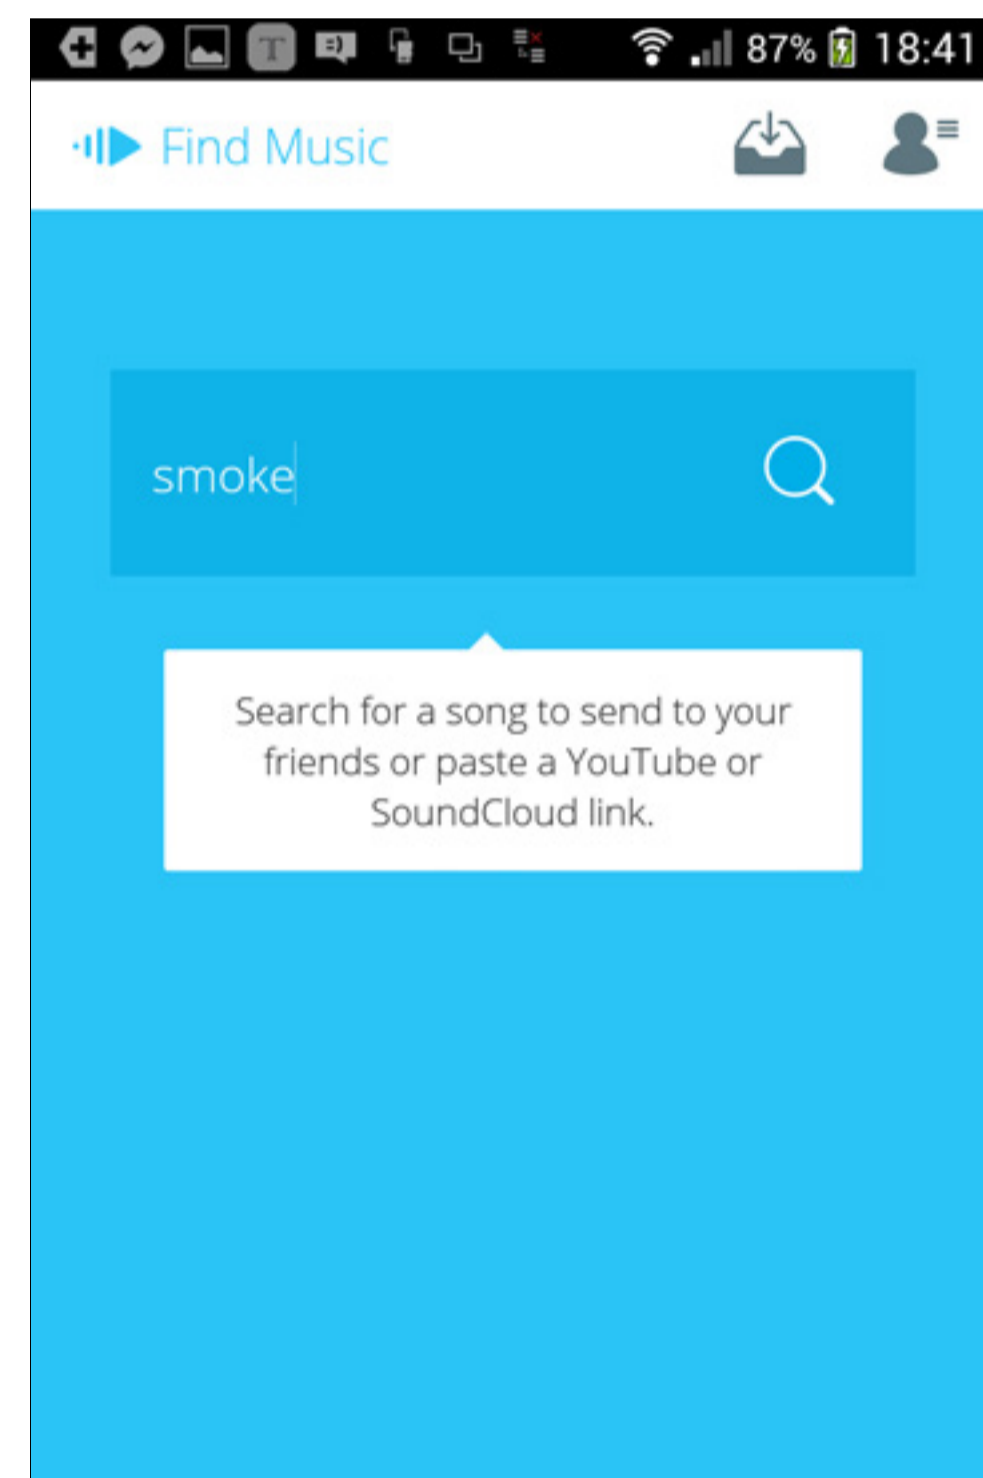 87% 18:41
Find Music
smoke
Search for a song to send to your
friends or paste a YouTube or
SoundCloud link.